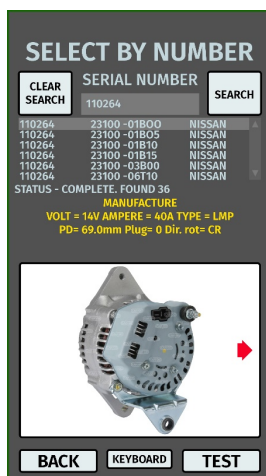 SELECT BY NUMBER
CLEAR SEARCH
SERIAL NUMBER
110264
SEARCH
110264 23100 -01BOO NISSAN
110264 23100 -01BO5 NISSAN
110264 23100 -01B10 NISSAN
110264 23100 -01B15 NISSAN
110264 23100 -03B00 NISSAN
110264 23100 -06T10 NISSAN
STATUS - COMPLETE. FOUND 36
MANUFACTURE
VOLT = 14V AMPERE = 40A TYPE = LMP
PD= 69.0mm Plug= 0 Dir. rot= CR
BACK
KEYBOARD
TEST